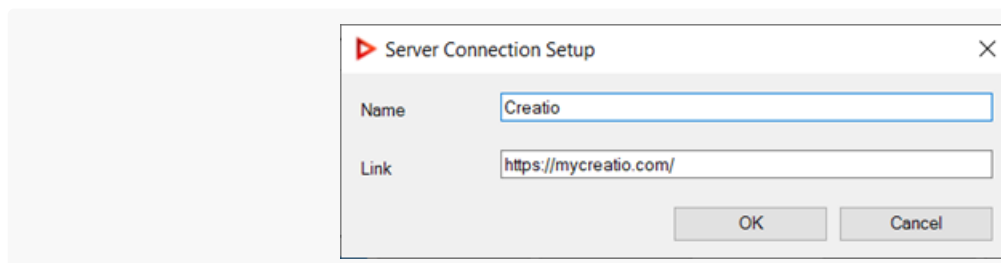 Server Connection Setup
Name Creatio
Link https://mycreatio.com/
OK Cancel